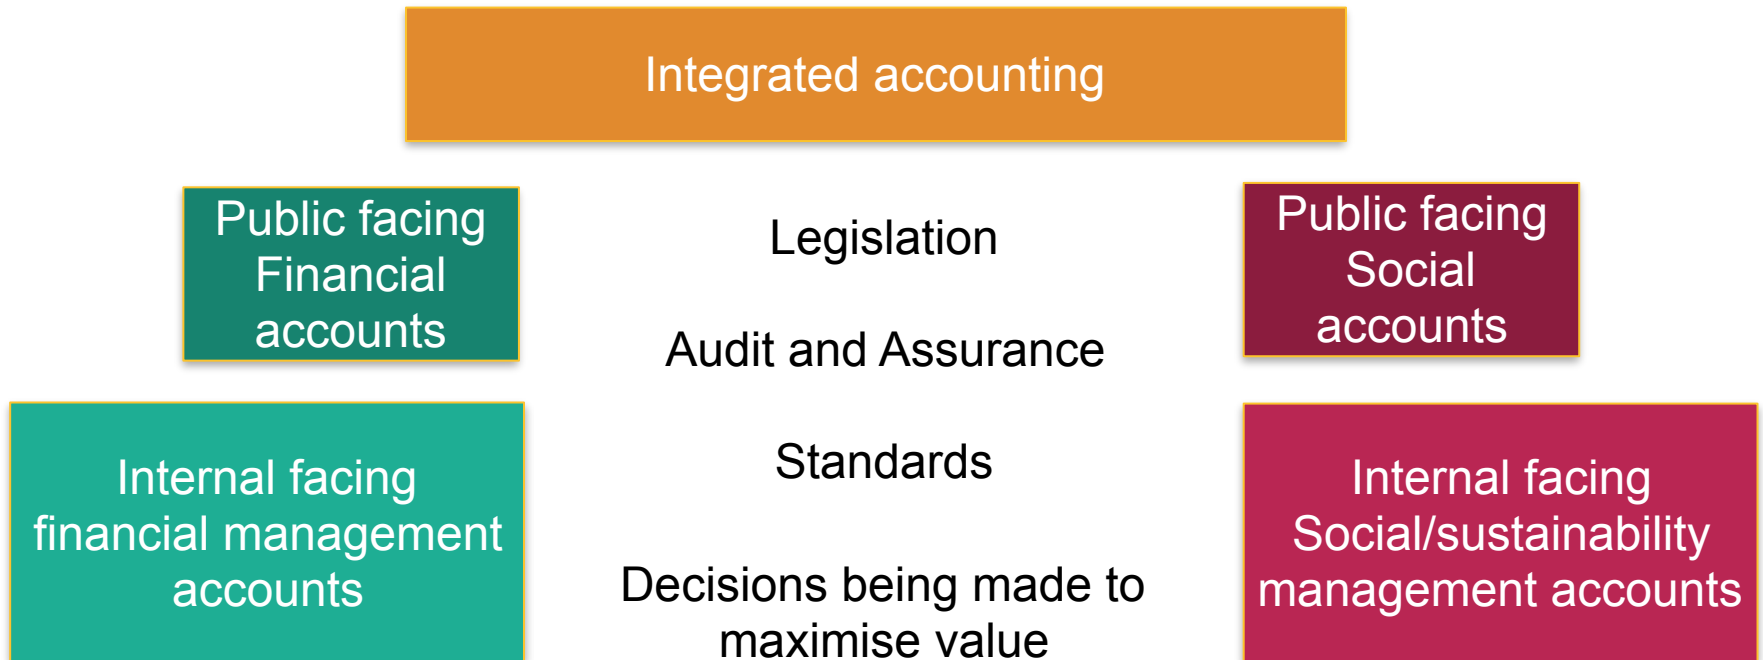 Integrated accounting
Public facing
Financial
accounts
Legislation
Audit and Assurance
Standards
Decisions being made to
maximise value
Public facing
Social
accounts
Internal facing
financial management
accounts
Internal facing
Social/sustainability
management accounts